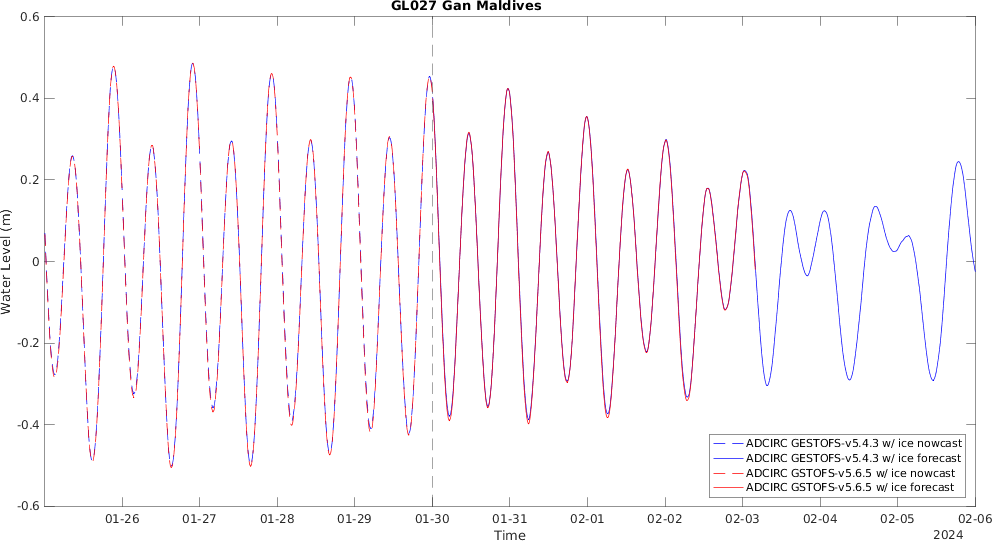 GL027 Gan Maldives
0.6
0.4
0.2
0
-0.2
-0.4
-0.6
Water Level (m)
ADCIRC GESTOFS-v5.4.3 w/ ice nowcast
ADCIRC GESTOFS-v5.4.3 w/ ice forecast
ADCIRC GSTOFS-v5.6.5 w/ ice nowcast
ADCIRC GSTOFS-v5.6.5 w/ ice forecast
01-26 01-27 01-28 01-29 01-30 01-31 02-01 02-02 02-03 02-04 02-05 02-06
Time
2024